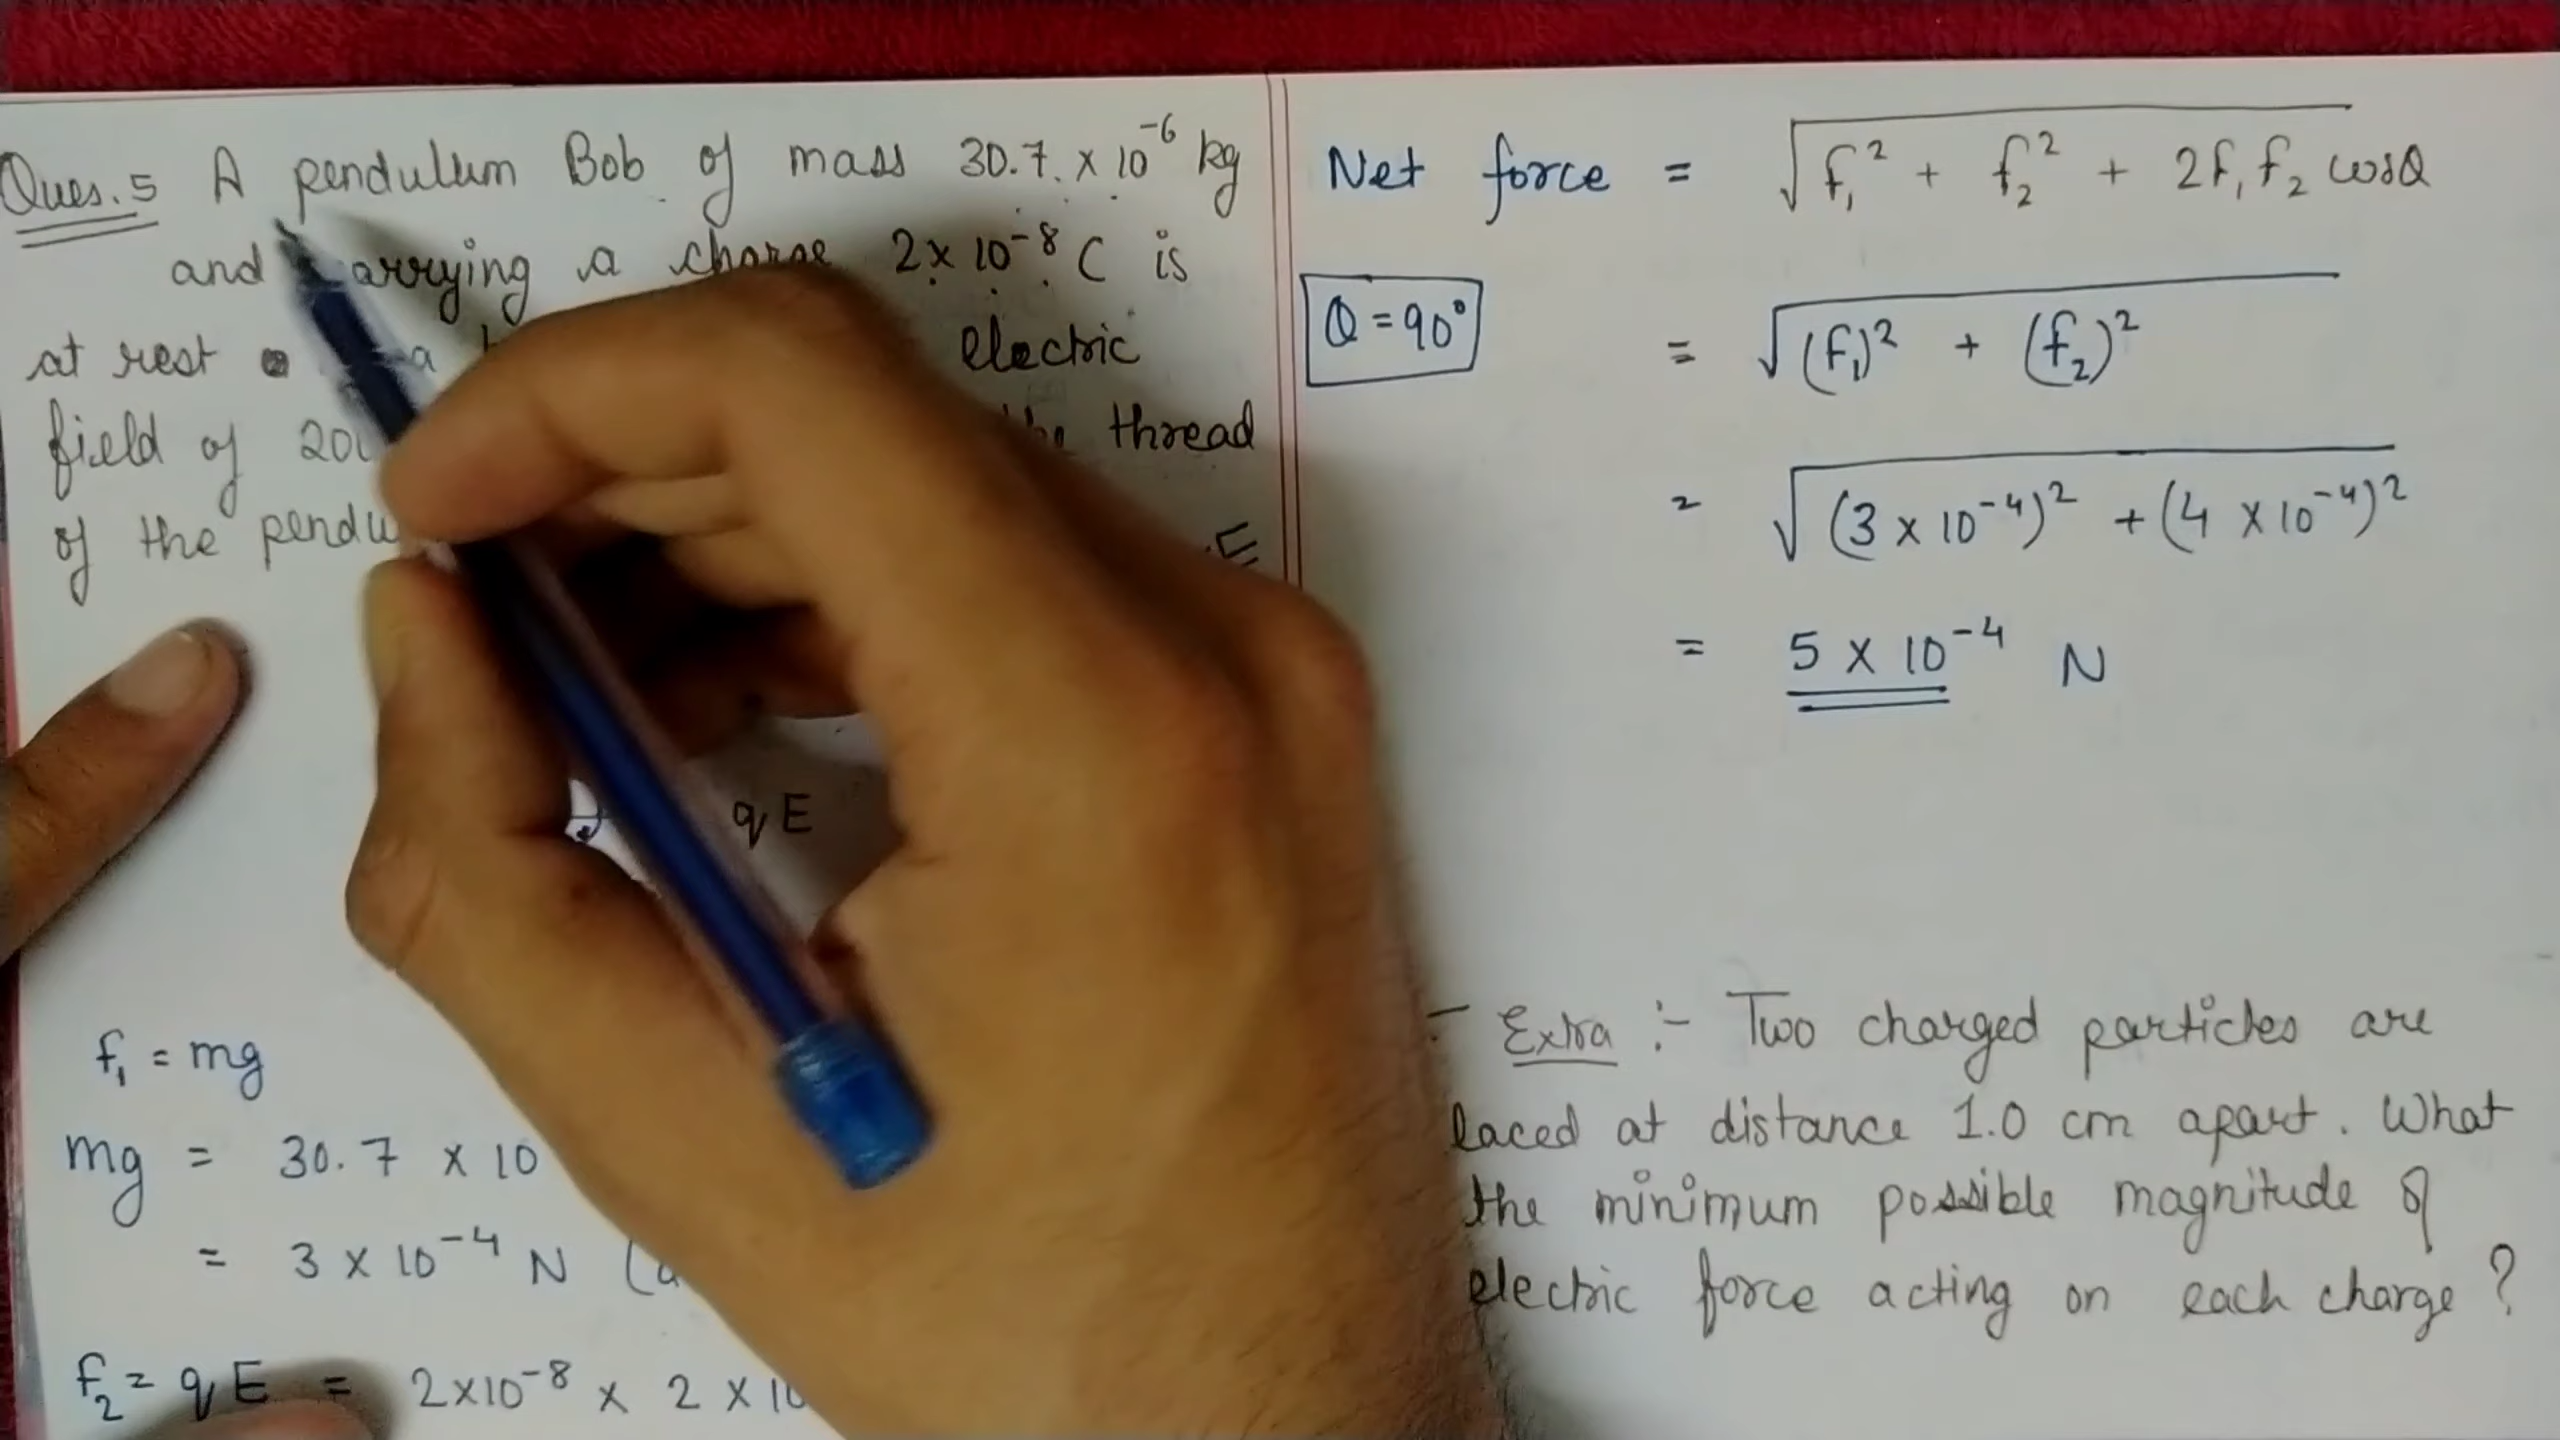 Ques. 5 A pendulum Bob of mass 30.7 x 10⁻⁶ kg
and arrying a charge 2 x 10⁻⁸ C is
at rest a electric
field of thread
of the
qE
f₁ = mg
mg = 30.7 x 10
= 3 x 10⁻⁴ N
f₂ = qE = 2x10⁻⁸ x 2 x 10
Net force = √f₁² + f₂² + 2f₁f₂ cosθ
θ = 90°
= √(f₁)² + (f₂)²
= √(3 x 10⁻⁴)² + (4 x 10⁻⁴)²
= 5 x 10⁻⁴ N
Extra :- Two charged particles are
laced at distance 1.0 cm apart. What
the minimum possible magnitude of
electric force acting on each charge ?